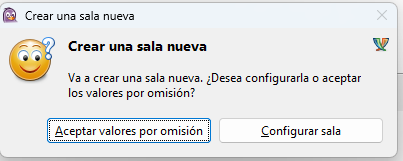 Crear una sala nueva
Crear una sala nueva
Va a crear una sala nueva. ¿Desea configurarla o aceptar
los valores por omisión?
Aceptar valores por omisión
Configurar sala